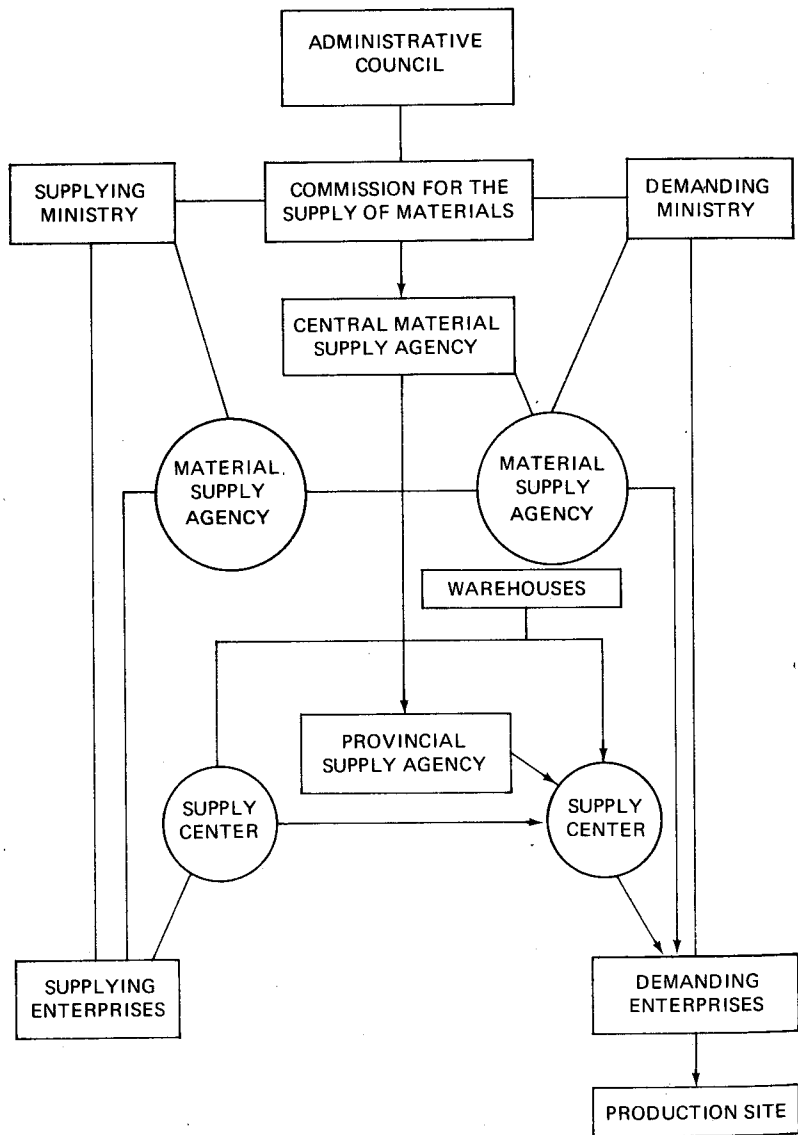 ADMINISTRATIVE
COUNCIL
SUPPLYING
MINISTRY
COMMISSION FOR THE
SUPPLY OF MATERIALS
DEMANDING
MINISTRY
CENTRAL MATERIAL
SUPPLY AGENCY
MATERIAL.
SUPPLY
AGENCY
MATERIAL
SUPPLY
AGENCY
WAREHOUSES
PROVINCIAL
SUPPLY AGENCY
SUPPLY
CENTER
SUPPLY
CENTER
SUPPLYING
ENTERPRISES
DEMANDING
ENTERPRISES
PRODUCTION SITE